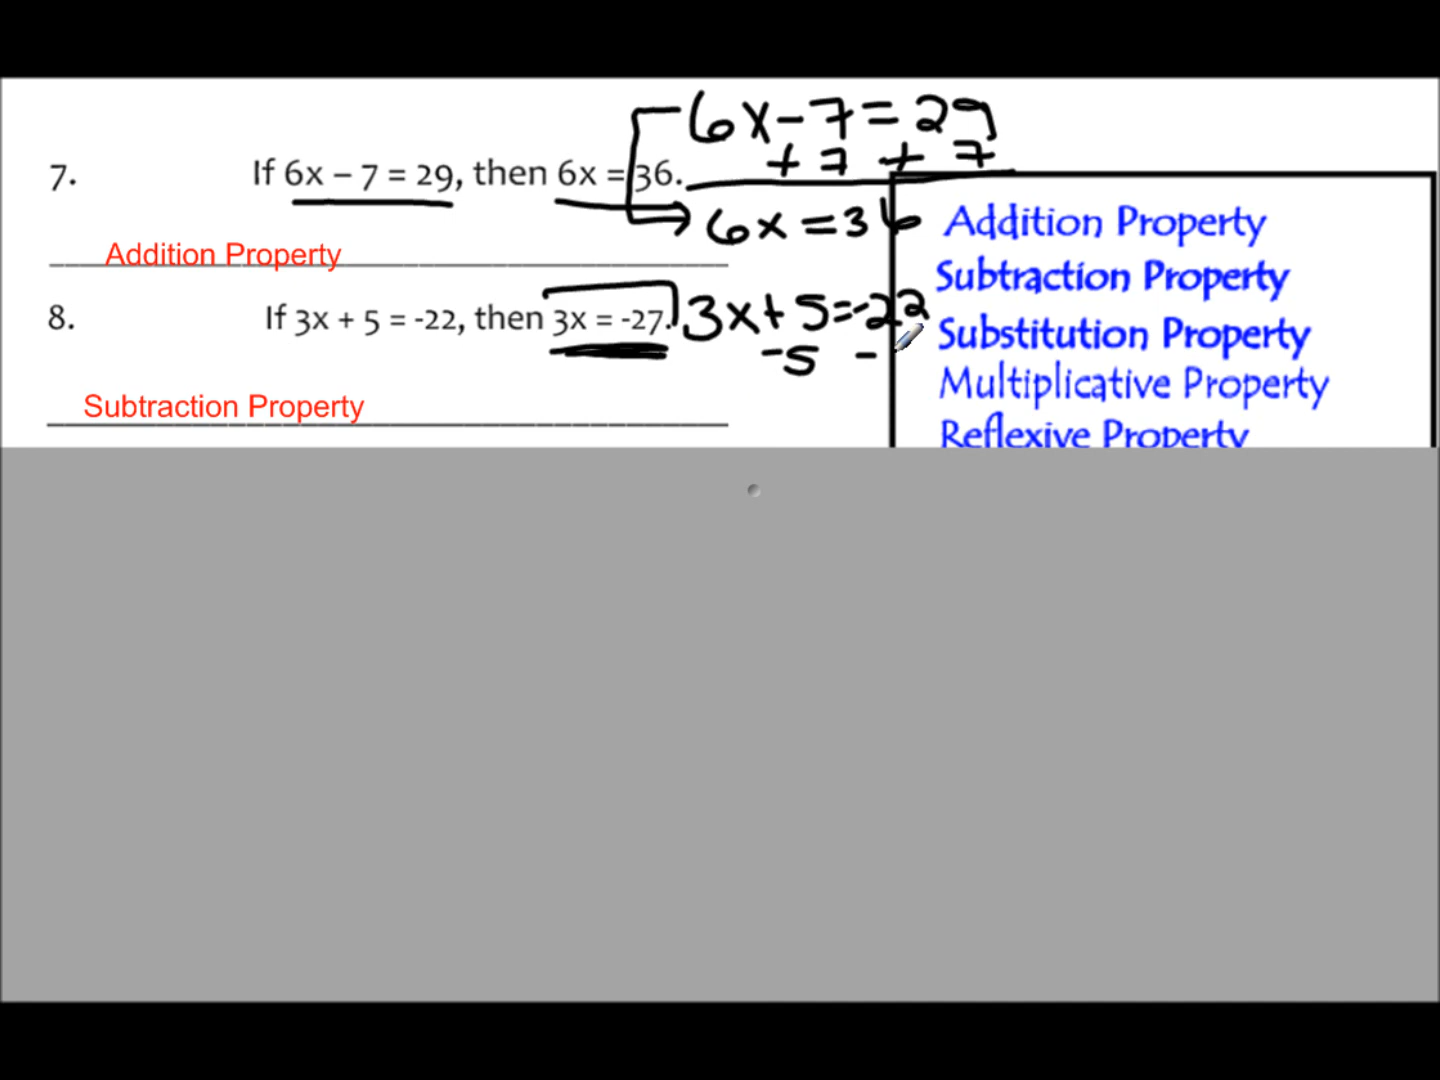 6x-7=29
+7 +7
7. If 6x – 7 = 29, then 6x = 36.
6x=36
Addition Property
8. If 3x + 5 = -22, then 3x = -27.
3x+5=-22
-5 -
Subtraction Property
Addition Property
Subtraction Property
Substitution Property
Multiplicative Property
Reflexive Property